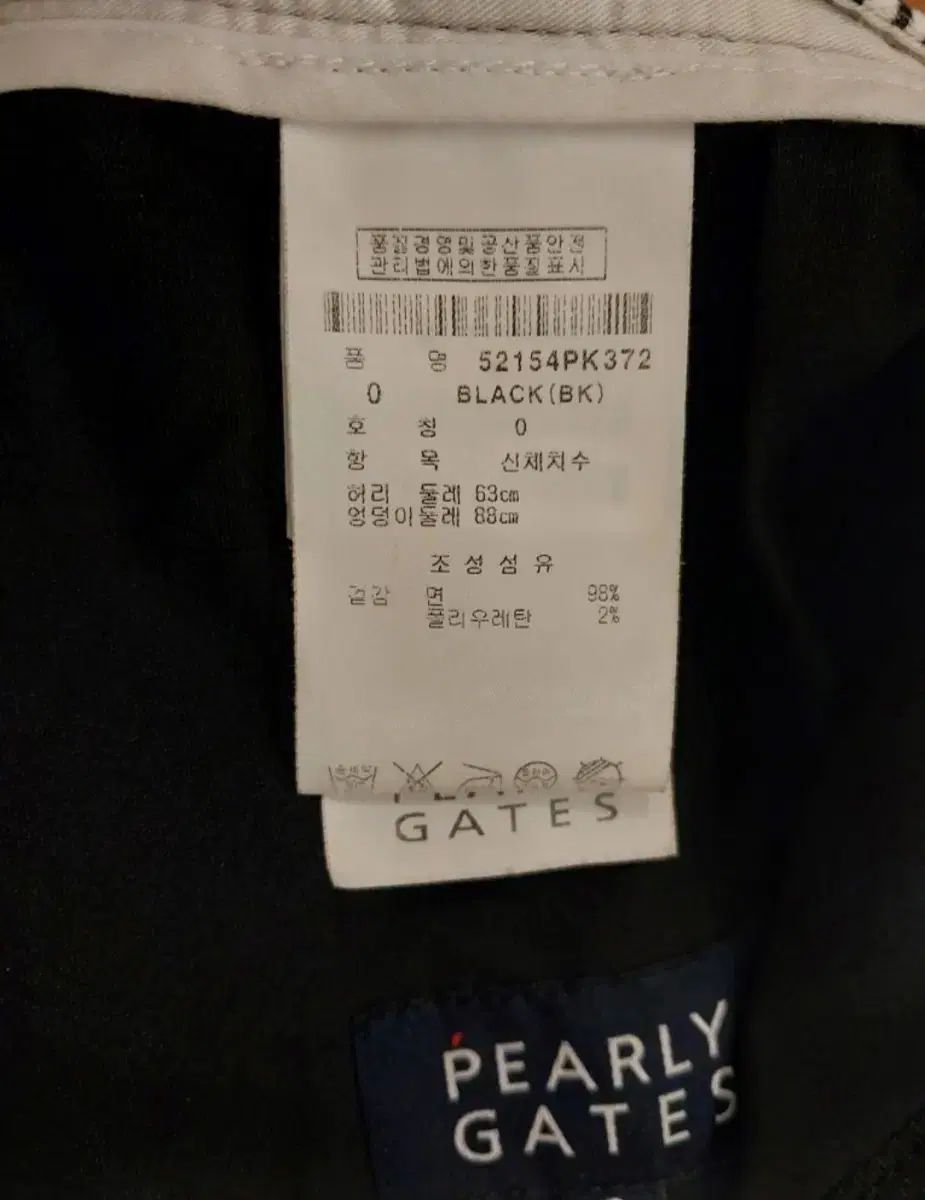 품질경영및공산품안전
관리법에의한품질표시
품 명 52154PK372
0 BLACK(BK)
호 칭 0
항 목 신체치수
허리 둘레 63cm
엉덩이둘레 88cm
조성섬유
겉감 면 98%
폴리우레탄 2%
GATES
PEARLY
GATES